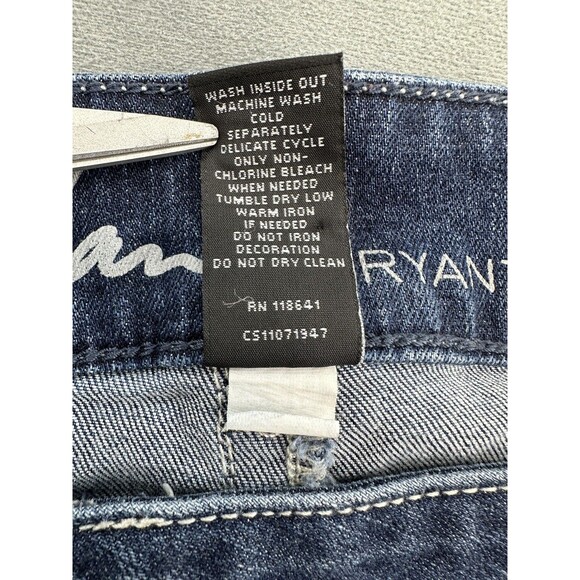 WASH INSIDE OUT
MACHINE WASH
COLD
SEPARATELY
DELICATE CYCLE
ONLY NON-
CHLORINE BLEACH
WHEN NEEDED
TUMBLE DRY LOW
WARM IRON
IF NEEDED
DO NOT IRON
DECORATION
DO NOT DRY CLEAN
RN 118641
CS11071947
RYANT